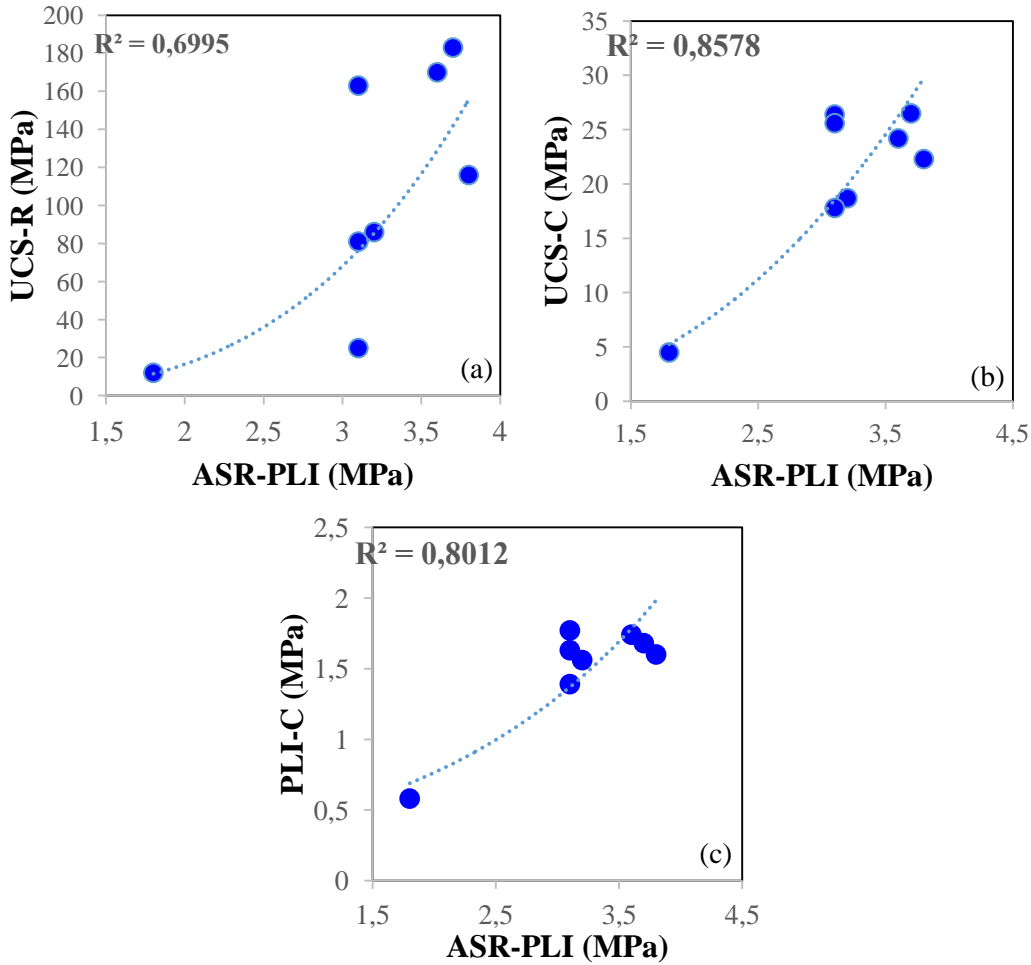 R² = 0,6995
UCS-R (MPa)
200
180
160
140
120
100
80
60
40
20
0
1,5 2 2,5 3 3,5 4
ASR-PLI (MPa)
(a)
R² = 0,8578
UCS-C (MPa)
35
30
25
20
15
10
5
0
1,5 2,5 3,5 4,5
ASR-PLI (MPa)
(b)
R² = 0,8012
PLI-C (MPa)
2,5
2
1,5
1
0,5
0
1,5 2,5 3,5 4,5
ASR-PLI (MPa)
(c)